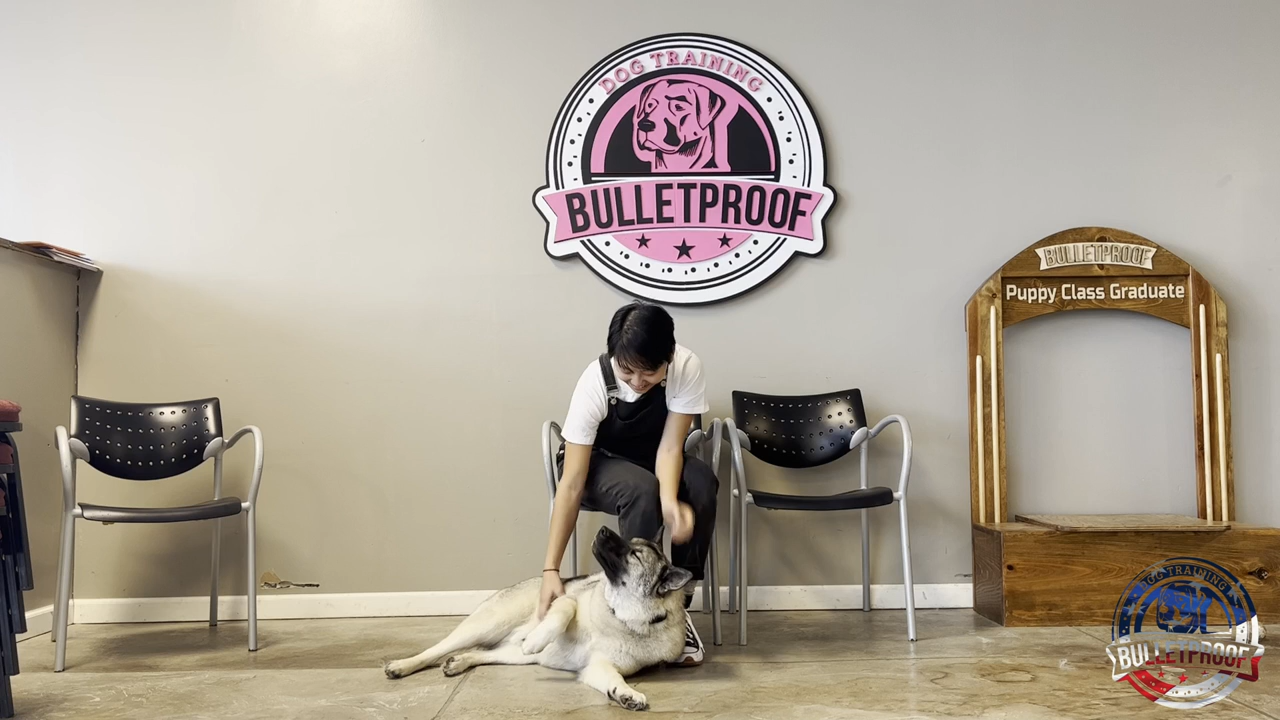 DOG TRAINING
BULLETPROOF
BULLETPROOF
Puppy Class Graduate
DOG TRAINING
BULLETPROOF